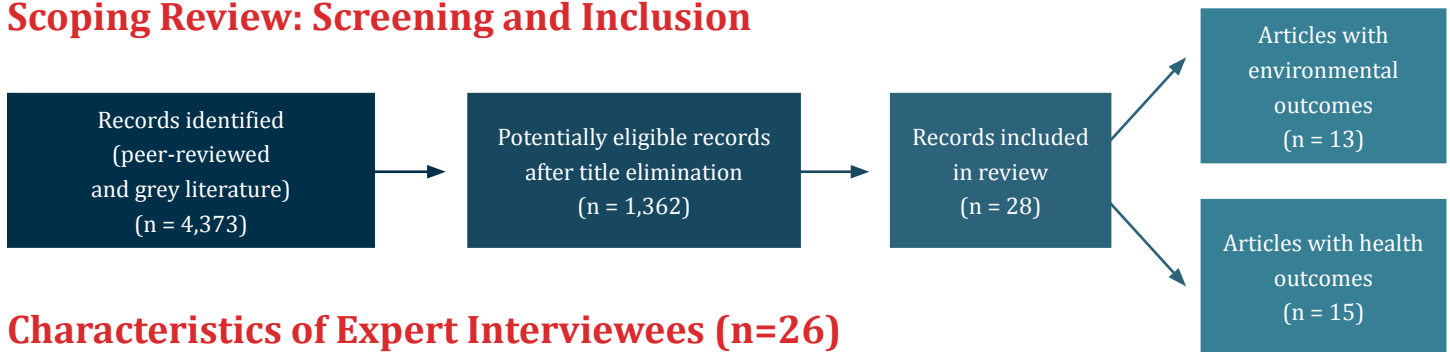 Scoping Review: Screening and Inclusion
Records identified
(peer-reviewed
and grey literature)
(n = 4,373)
Potentially eligible records
after title elimination
(n = 1,362)
Records included
in review
(n = 28)
Articles with
environmental
outcomes
(n = 13)
Articles with health
outcomes
(n = 15)
Characteristics of Expert Interviewees (n=26)